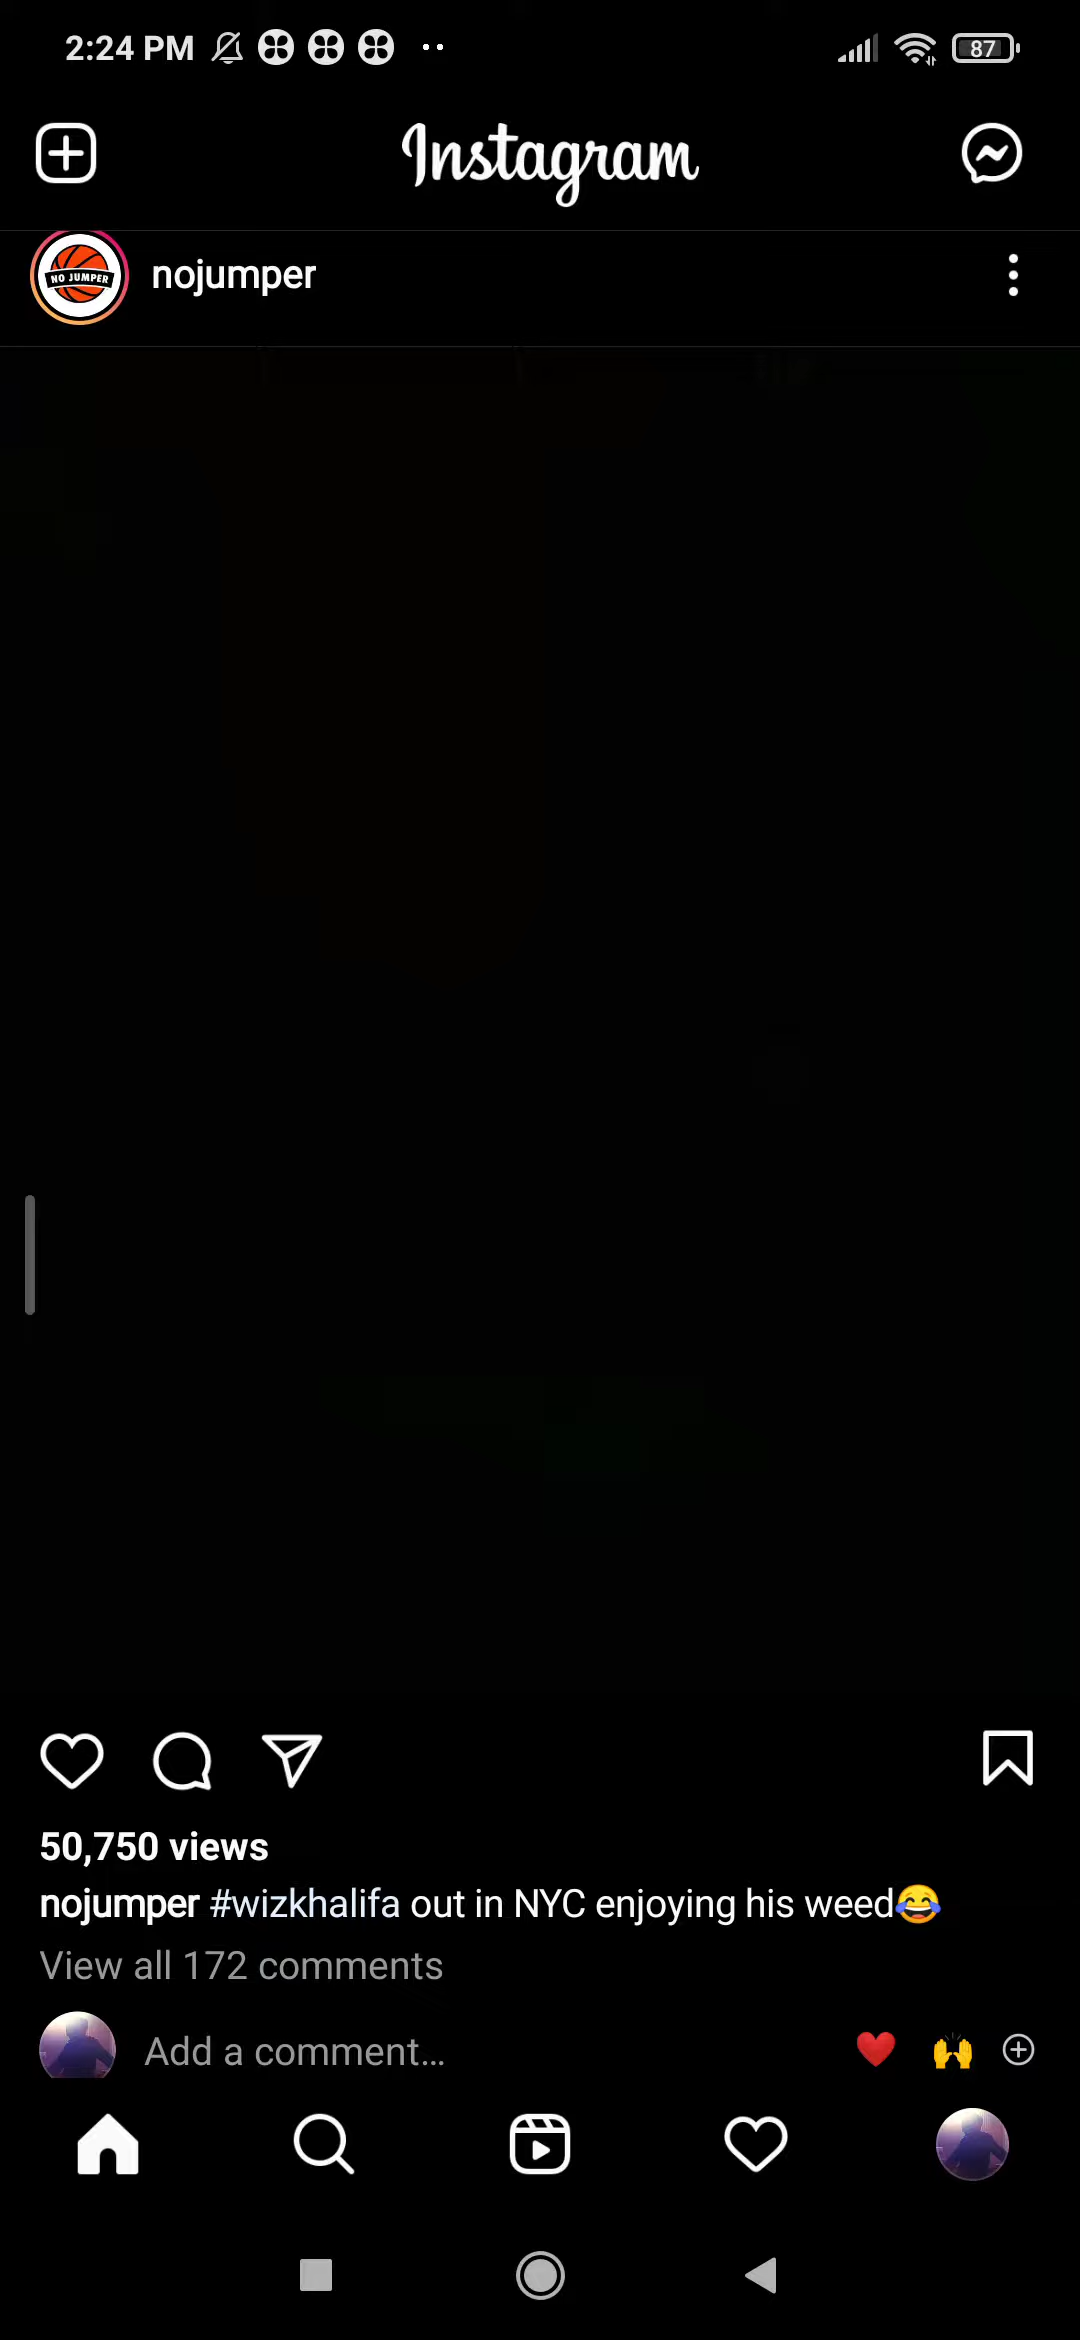 2:24 PM
87
Instagram
NO JUMPER
nojumper
50,750 views
nojumper #wizkhalifa out in NYC enjoying his weed😂
View all 172 comments
Add a comment...